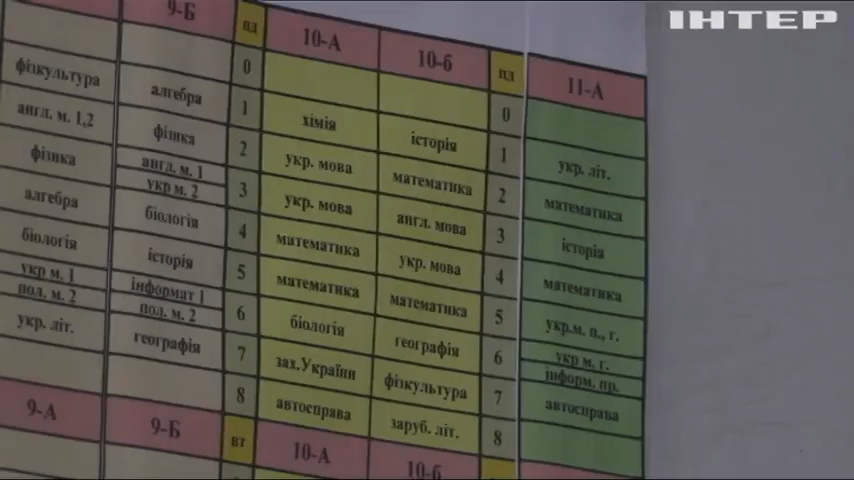 ІНТЕР
9-Б пд 10-А 10-б пд 11-А
0 0
фізкультура алгебра 1 хімія історія 1 укр. літ.
англ. м. 1,2 фізика 2 укр. мова математика 2 математика
фізика англ. м. 1
укр м. 2 3 укр. мова англ. мова 3 історія
алгебра біологія 4 математика укр. мова 4 математика
біологія історія 5 математика математика 5 укр.м. п., г.
укр м. 1
пол. м. 2 інформат 1
пол. м. 2 6 біологія географія 6 укр м. г.
інформ. пр.
укр. літ. географія 7 зах.України фізкультура 7 автосправа
8 автосправа заруб. літ. 8
9-А 9-Б вт 10-А 10-б